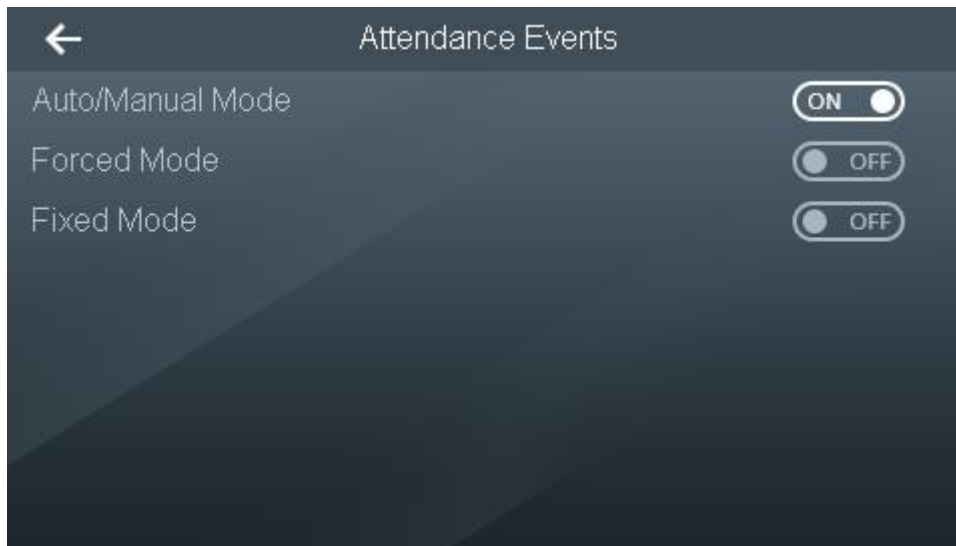 Attendance Events
Auto/Manual Mode ON
Forced Mode OFF
Fixed Mode OFF